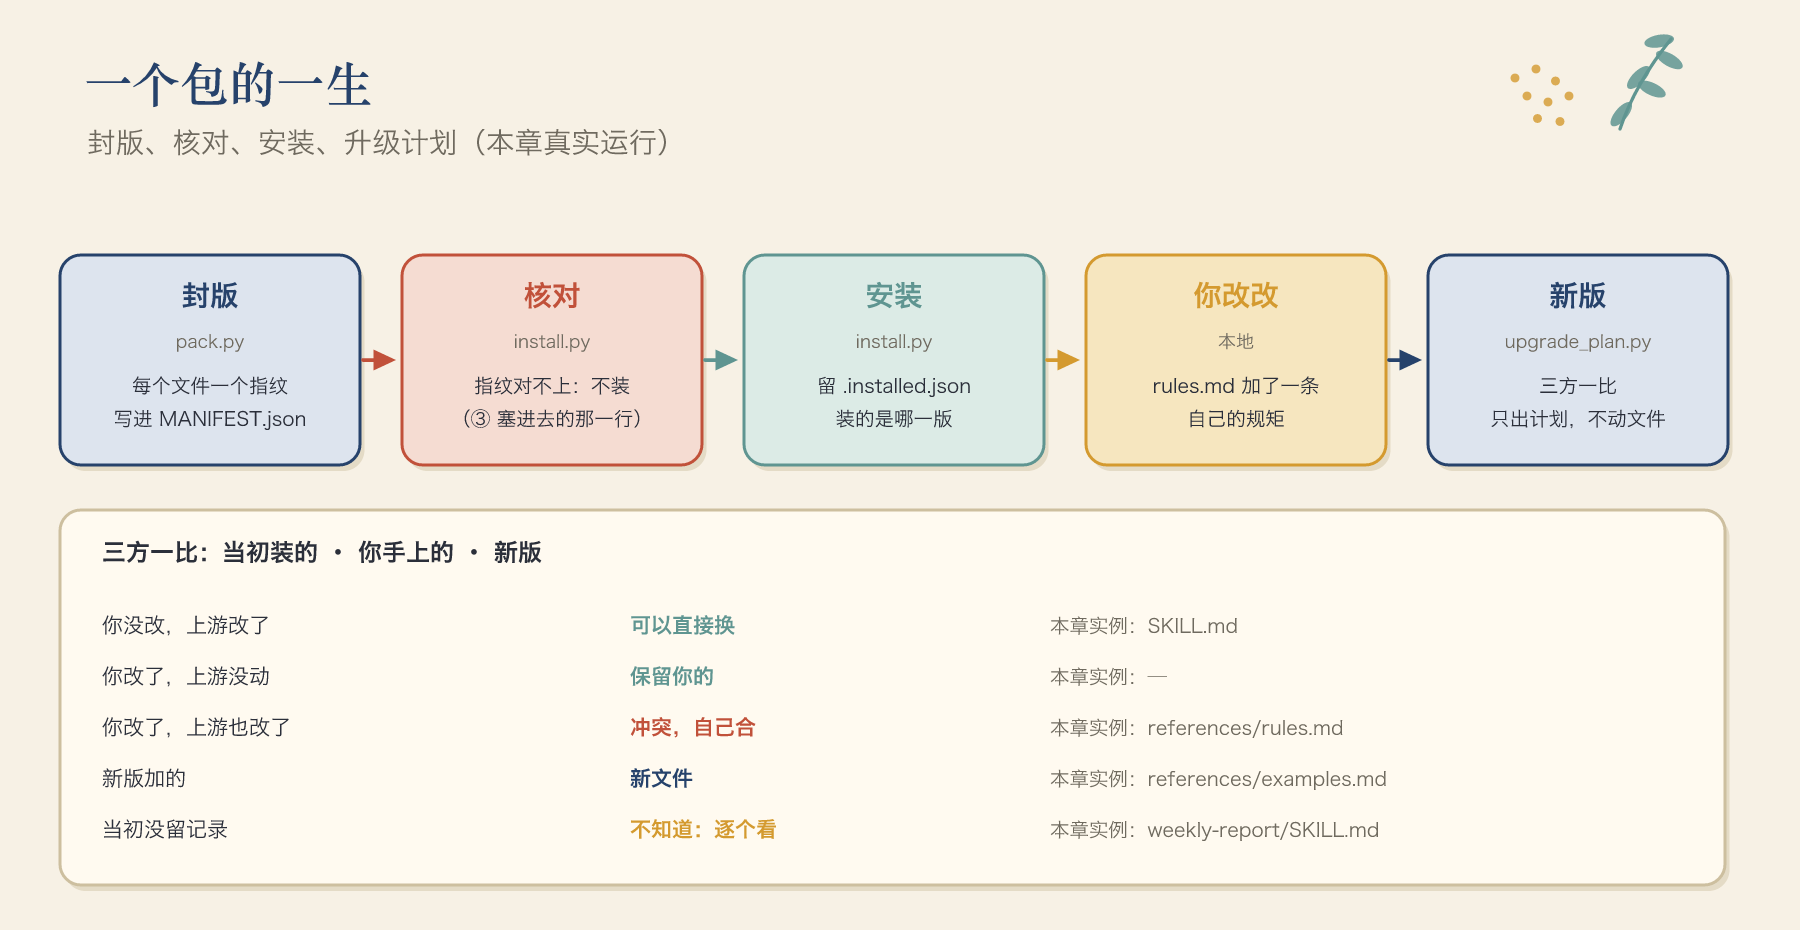 一个包的一生
封版、核对、安装、升级计划（本章真实运行）
封版
pack.py
每个文件一个指纹
写进 MANIFEST.json
核对
install.py
指纹对不上：不装
（③ 塞进去的那一行）
安装
install.py
留 .installed.json
装的是哪一版
你改改
本地
rules.md 加了一条
自己的规矩
新版
upgrade_plan.py
三方一比
只出计划，不动文件
三方一比：当初装的 · 你手上的 · 新版
你没改，上游改了 可以直接换 本章实例：SKILL.md
你改了，上游没动 保留你的 本章实例：—
你改了，上游也改了 冲突，自己合 本章实例：references/rules.md
新版加的 新文件 本章实例：references/examples.md
当初没留记录 不知道：逐个看 本章实例：weekly-report/SKILL.md